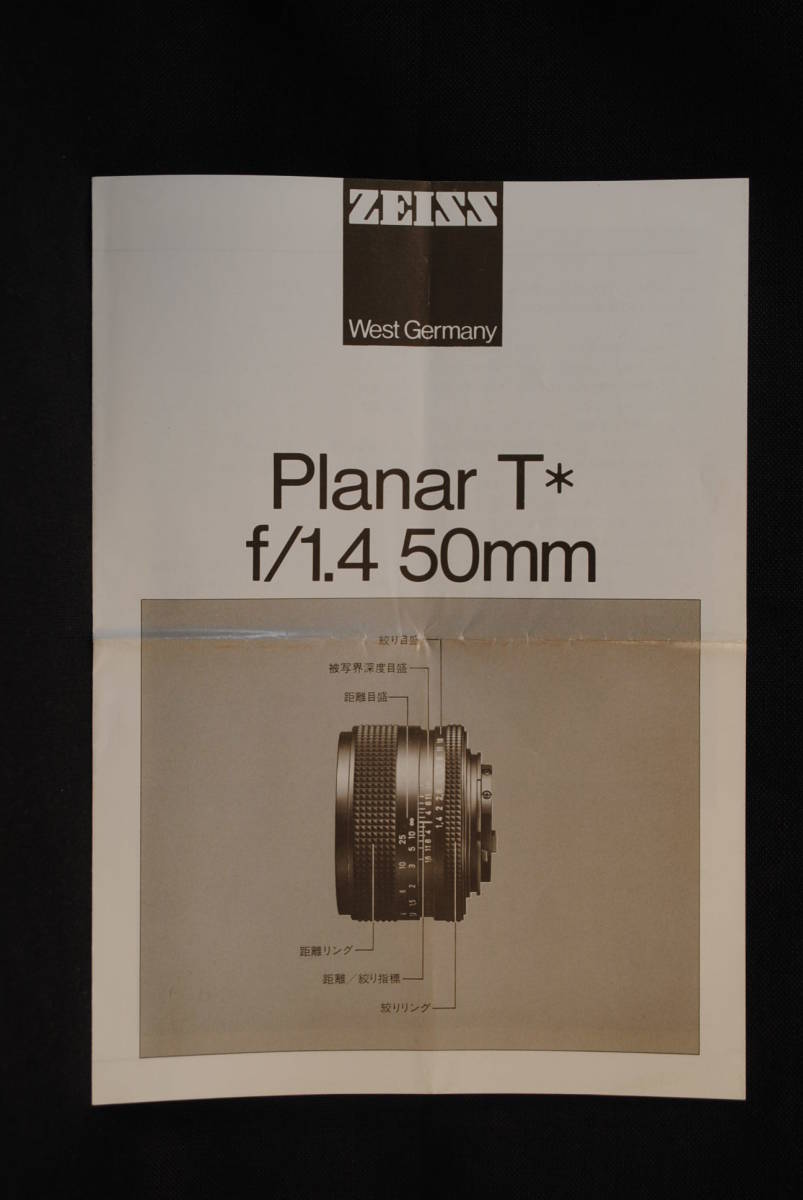 ZEISS
West Germany
Planar T*
f/1.4 50mm
絞り目盛
被写界深度目盛
距離目盛
距離リング
距離／絞り指標
絞りリング